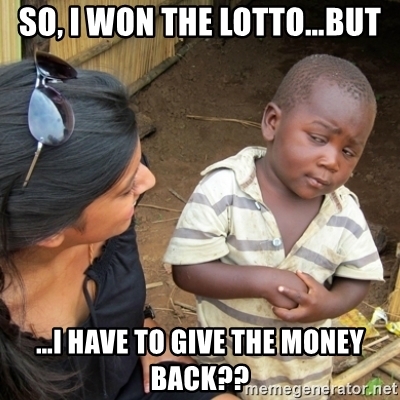 SO, I WON THE LOTTO...BUT
...I HAVE TO GIVE THE MONEY
BACK??
memegenerator.net